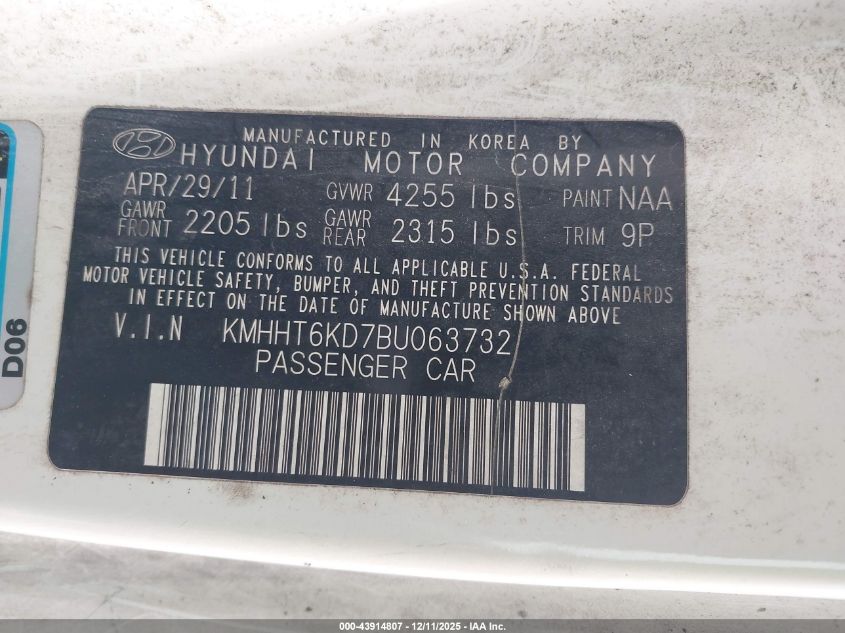 MANUFACTURED IN KOREA BY
HYUNDAI MOTOR COMPANY
APR/29/11 GVWR 4255 lbs PAINT NAA
GAWR FRONT 2205 lbs GAWR REAR 2315 lbs TRIM 9P
THIS VEHICLE CONFORMS TO ALL APPLICABLE U.S.A. FEDERAL
MOTOR VEHICLE SAFETY, BUMPER, AND THEFT PREVENTION STANDARDS
IN EFFECT ON THE DATE OF MANUFACTURE SHOWN ABOVE
V.I.N KMHHT6KD7BU063732
PASSENGER CAR
D06
000-43914807 - 12/11/2025 - IAA Inc.